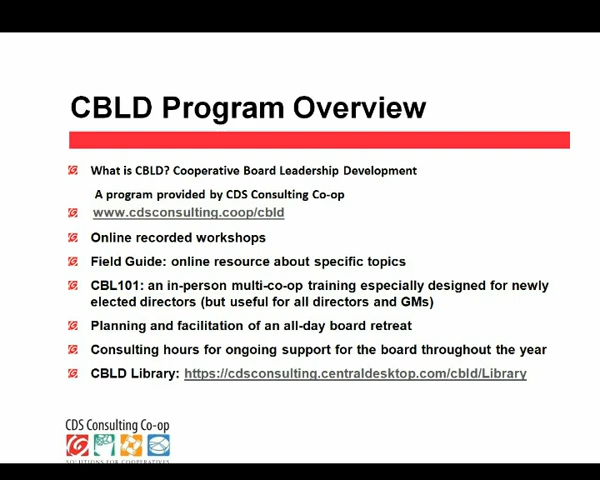 CBLD Program Overview
What is CBLD? Cooperative Board Leadership Development
A program provided by CDS Consulting Co-op
www.cdsconsulting.coop/cbld
Online recorded workshops
Field Guide: online resource about specific topics
CBL101: an in-person multi-co-op training especially designed for newly
elected directors (but useful for all directors and GMs)
Planning and facilitation of an all-day board retreat
Consulting hours for ongoing support for the board throughout the year
CBLD Library: https://cdsconsulting.centraldesktop.com/cbld/Library
CDS Consulting Co-op
SOLUTIONS FOR COOPERATIVES